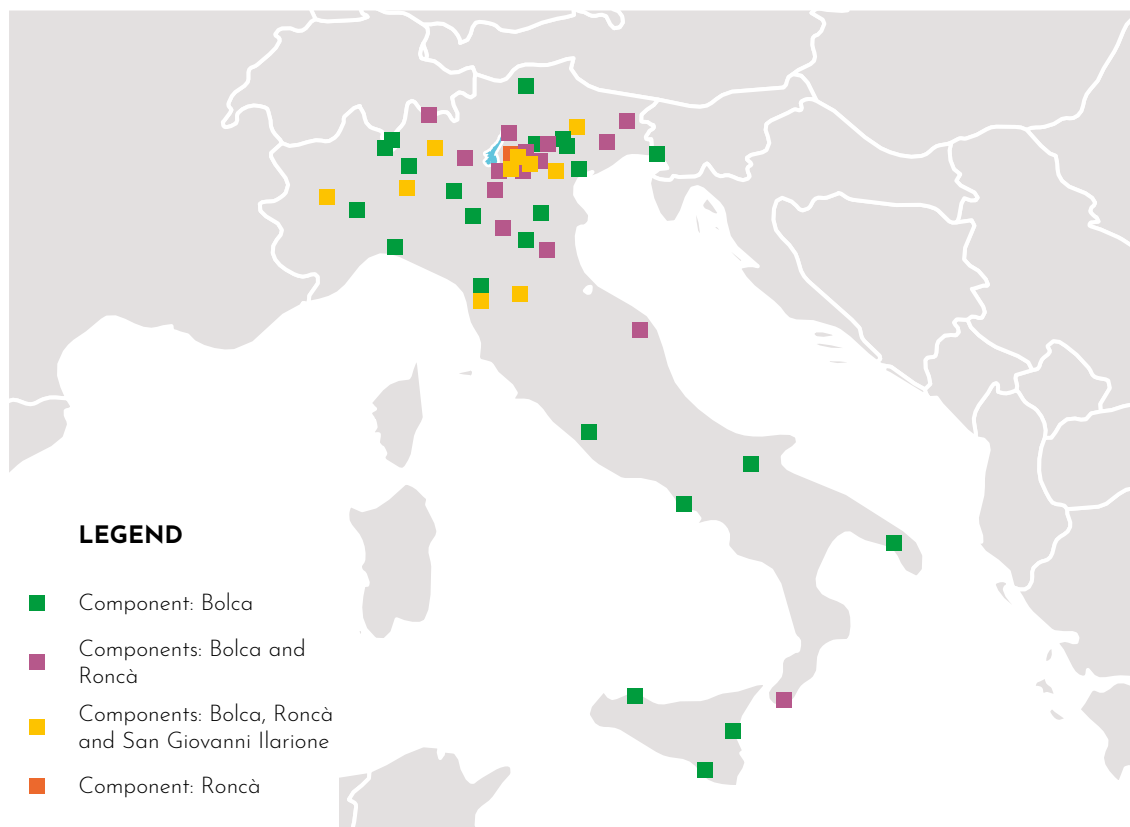 LEGEND
Component: Bolca
Components: Bolca and
Roncà
Components: Bolca, Roncà
and San Giovanni Ilarione
Component: Roncà